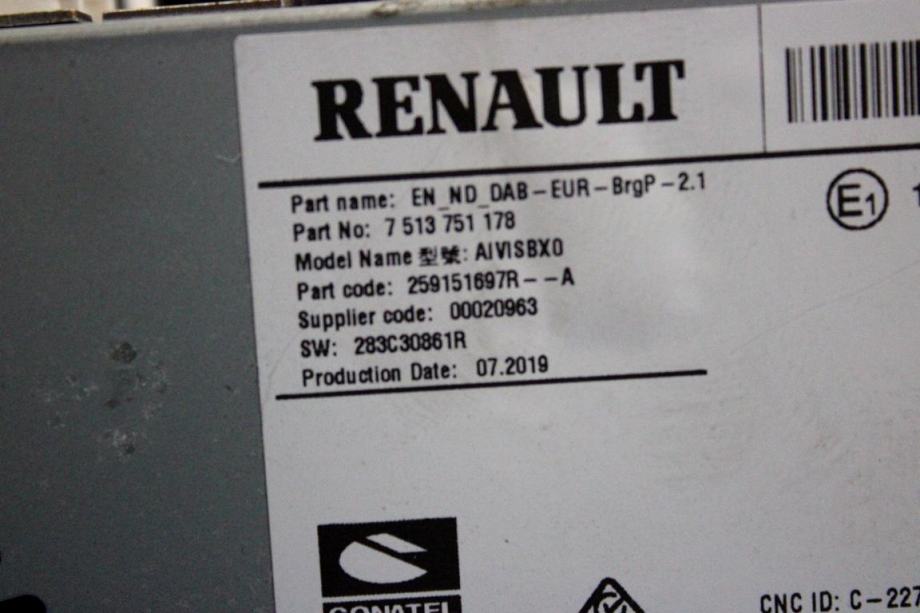 RENAULT
Part name: EN_ND_DAB-EUR-BrgP-2.1
Part No: 7 513 751 178
Model Name 型號: AIVISBX0
Part code: 259151697R--A
Supplier code: 00020963
SW: 283C30861R
Production Date: 07.2019
E1
CONATEL
CNC ID: C-227